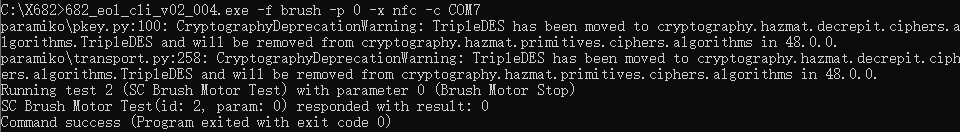 C:\X682>682_eol_cli_v02_004.exe -f brush -p 0 -x nfc -c COM7
paramiko\pkey.py:100: CryptographyDeprecationWarning: TripleDES has been moved to cryptography.hazmat.decrepit.ciphers.a
lgorithms.TripleDES and will be removed from cryptography.hazmat.primitives.ciphers.algorithms in 48.0.0.
paramiko\transport.py:258: CryptographyDeprecationWarning: TripleDES has been moved to cryptography.hazmat.decrepit.ciph
ers.algorithms.TripleDES and will be removed from cryptography.hazmat.primitives.ciphers.algorithms in 48.0.0.
Running test 2 (SC Brush Motor Test) with parameter 0 (Brush Motor Stop)
SC Brush Motor Test(id: 2, param: 0) responded with result: 0
Command success (Program exited with exit code 0)